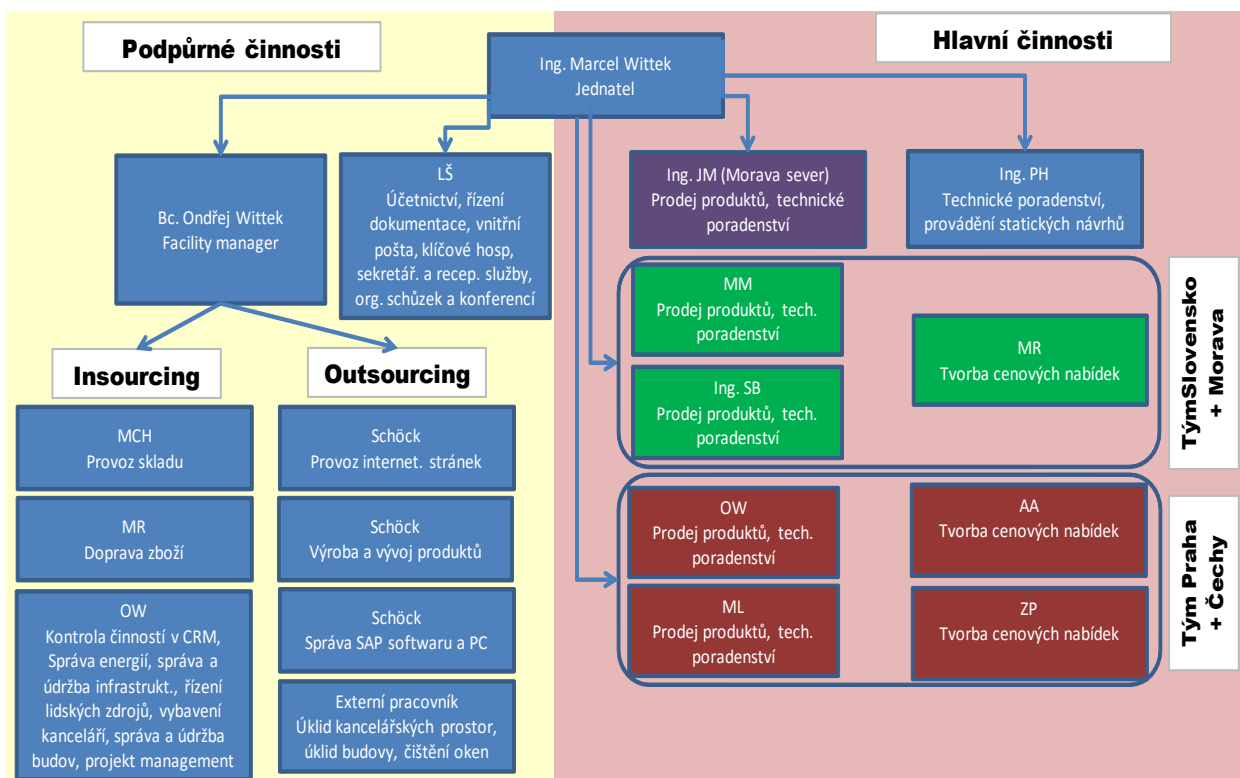 Podpůrné činnosti
Hlavní činnosti
Ing. Marcel Wittek
Jednatel
Bc. Ondřej Wittek
Facility manager
LŠ
Účetnictví, řízení
dokumentace, vnitřní
pošta, klíčové hosp,
sekretář. a recep. služby,
org. schůzek a konferencí
Ing. JM (Morava sever)
Prodej produktů, technické
poradenství
Ing. PH
Technické poradenství,
provádění statických návrhů
Insourcing
Outsourcing
MCH
Provoz skladu
MR
Doprava zboží
OW
Kontrola činností v CRM,
Správa energií, správa a
údržba infrastrukt., řízení
lidských zdrojů, vybavení
kanceláří, správa a údržba
budov, projekt management
Schöck
Provoz internet. stránek
Schöck
Výroba a vývoj produktů
Schöck
Správa SAP softwaru a PC
Externí pracovník
Úklid kancelářských prostor,
úklid budovy, čištění oken
MM
Prodej produktů, tech.
poradenství
Ing. SB
Prodej produktů, tech.
poradenství
MR
Tvorba cenových nabídek
TýmSlovensko
+ Morava
OW
Prodej produktů, tech.
poradenství
ML
Prodej produktů, tech.
poradenství
AA
Tvorba cenových nabídek
ZP
Tvorba cenových nabídek
Tým Praha
+ Čechy